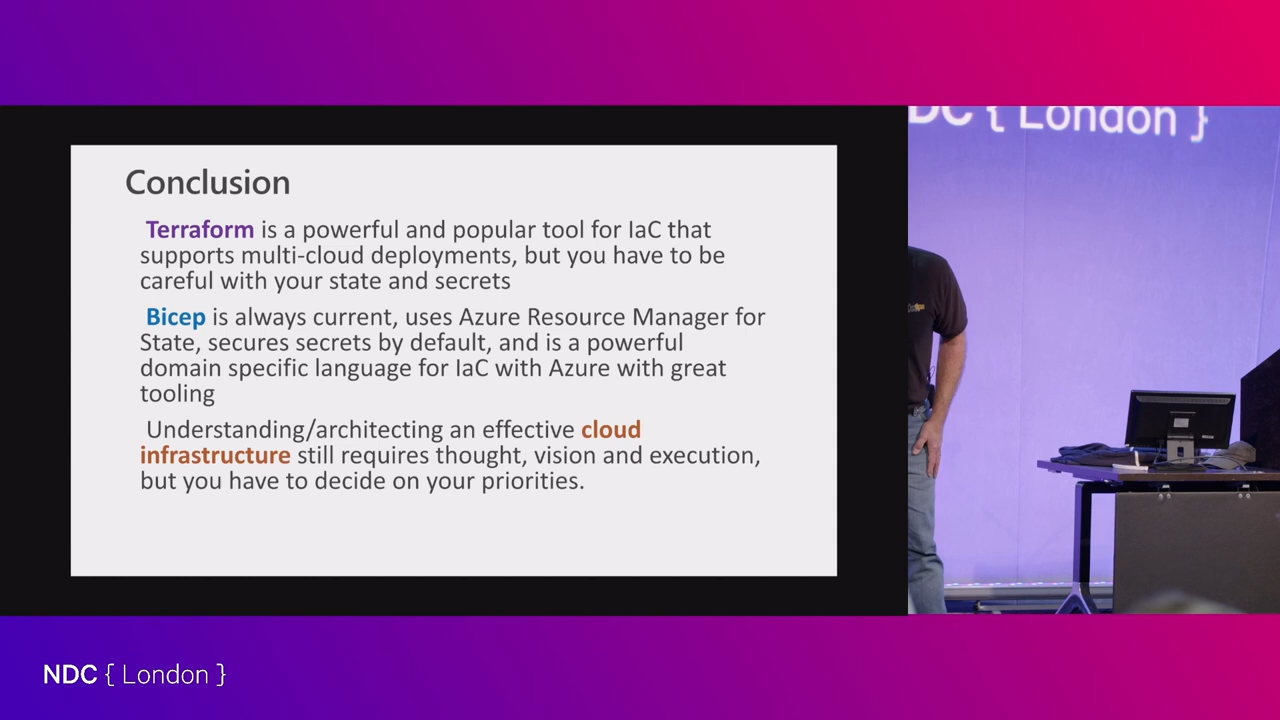 DC { London }
Conclusion
Terraform is a powerful and popular tool for IaC that
supports multi-cloud deployments, but you have to be
careful with your state and secrets
Bicep is always current, uses Azure Resource Manager for
State, secures secrets by default, and is a powerful
domain specific language for IaC with Azure with great
tooling
Understanding/architecting an effective cloud
infrastructure still requires thought, vision and execution,
but you have to decide on your priorities.
NDC { London }